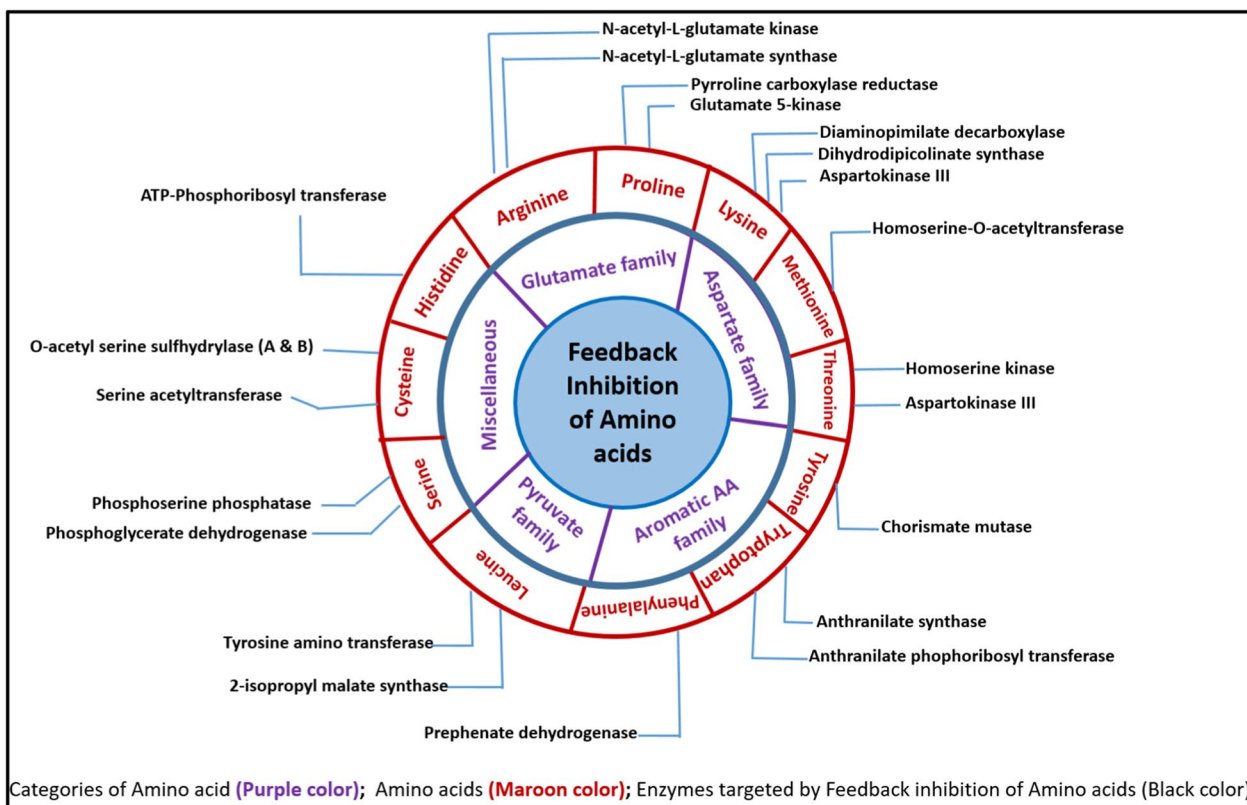 N-acetyl-L-glutamate kinase
N-acetyl-L-glutamate synthase
Pyrroline carboxylase reductase
Glutamate 5-kinase
Diaminopimilate decarboxylase
Dihydrodipicolinate synthase
Aspartokinase III
Homoserine-O-acetyltransferase
Homoserine kinase
Aspartokinase III
Chorismate mutase
Anthranilate synthase
Anthranilate phophoribosyl transferase
Prephenate dehydrogenase
2-isopropyl malate synthase
Tyrosine amino transferase
Phosphoglycerate dehydrogenase
Phosphoserine phosphatase
Serine acetyltransferase
O-acetyl serine sulfhydrylase (A & B)
ATP-Phosphoribosyl transferase
Arginine
Proline
Lysine
Methionine
Threonine
Tyrosine
Tryptophan
Phenylalanine
Leucine
Serine
Cysteine
Histidine
Glutamate family
Aspartate family
Aromatic AA
family
Pyruvate
family
Miscellaneous
Feedback
Inhibition
of Amino
acids
Categories of Amino acid (Purple color); Amino acids (Maroon color); Enzymes targeted by Feedback inhibition of Amino acids (Black color)